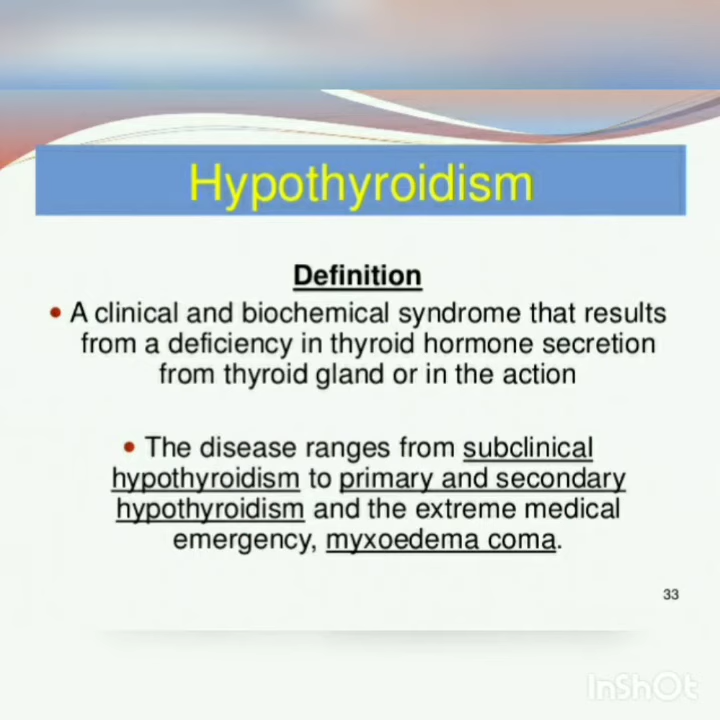 Hypothyroidism
Definition
• A clinical and biochemical syndrome that results
from a deficiency in thyroid hormone secretion
from thyroid gland or in the action
• The disease ranges from subclinical
hypothyroidism to primary and secondary
hypothyroidism and the extreme medical
emergency, myxoedema coma.
33
InShOt